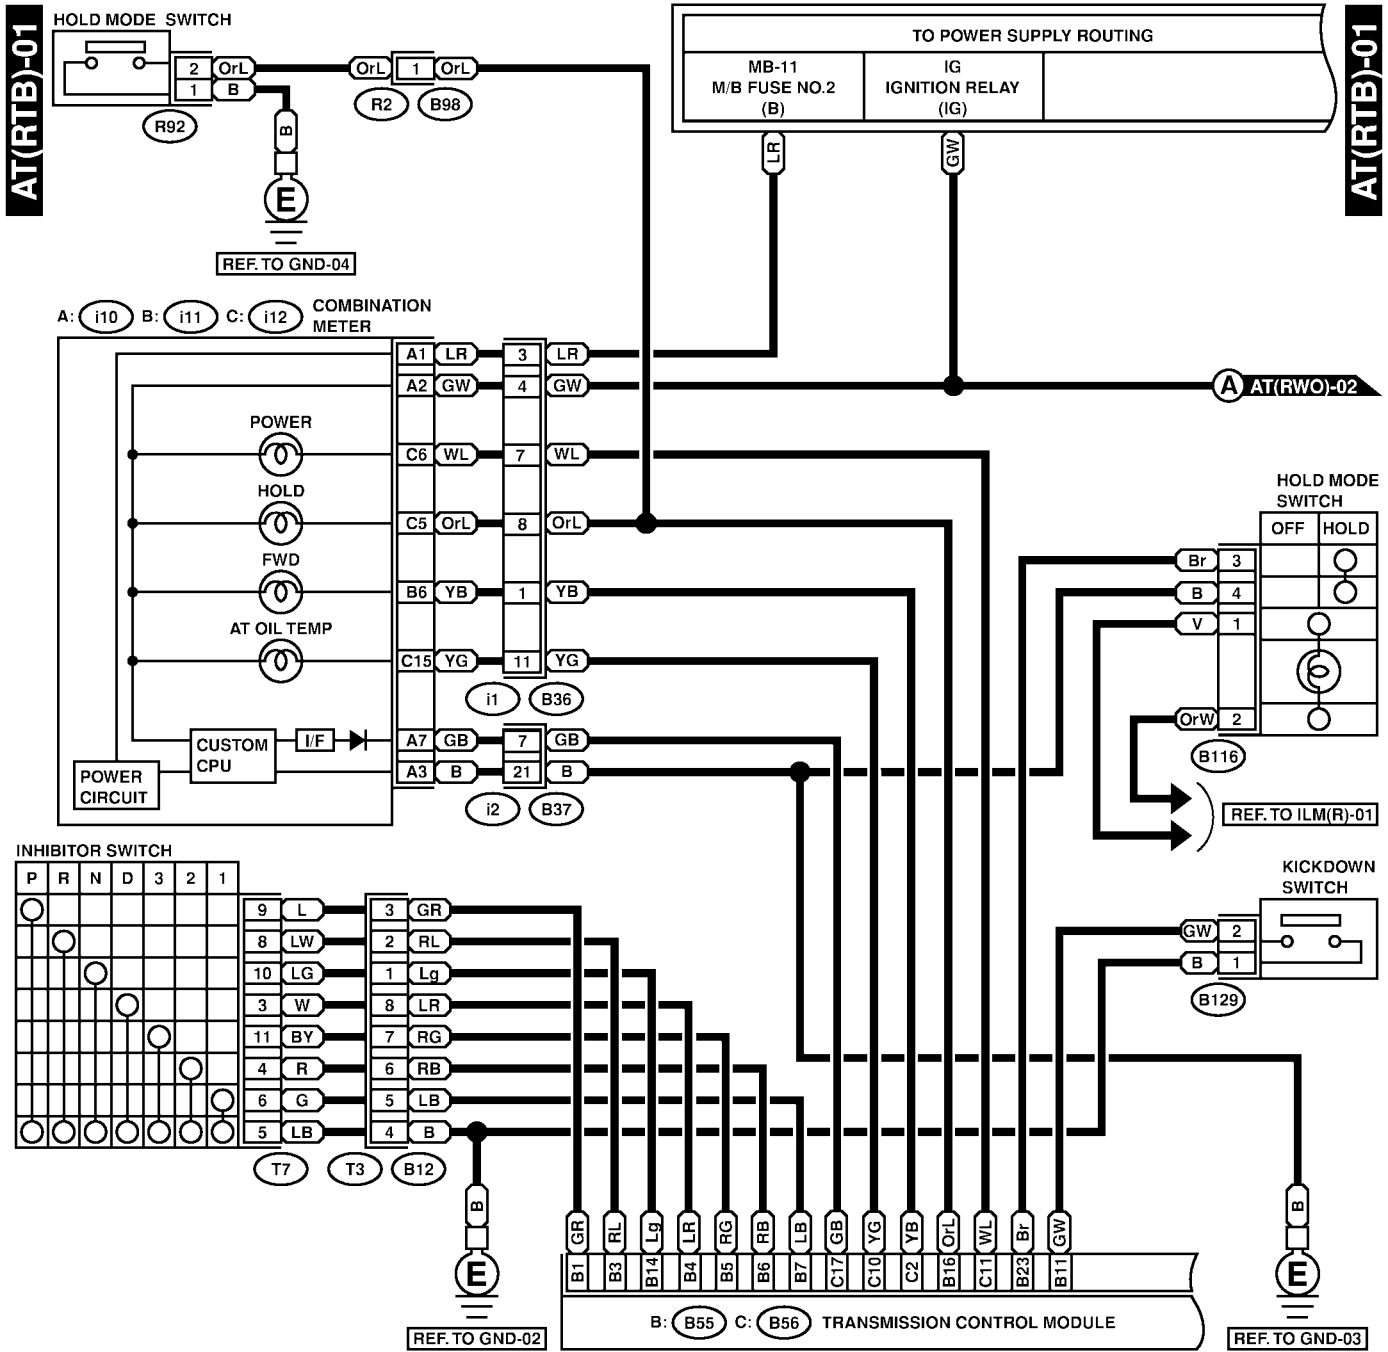 AT(RTB)-01
HOLD MODE SWITCH
2 OrL OrL 1 OrL
1 B
R2 B98
R92
B
E
REF. TO GND-04
TO POWER SUPPLY ROUTING
MB-11
M/B FUSE NO.2
(B)
IG
IGNITION RELAY
(IG)
LR
GW
AT(RTB)-01
A: i10 B: i11 C: i12
COMBINATION
METER
A1 LR 3 LR
A2 GW 4 GW
A AT(RWO)-02
POWER
C6 WL 7 WL
HOLD
C5 OrL 8 OrL
FWD
B6 YB 1 YB
AT OIL TEMP
C15 YG 11 YG
i1 B36
CUSTOM
CPU
I/F
A7 GB 7 GB
A3 B 21 B
POWER
CIRCUIT
i2 B37
HOLD MODE
SWITCH
OFF HOLD
Br 3
B 4
V 1
OrW 2
B116
REF. TO ILM(R)-01
INHIBITOR SWITCH
P R N D 3 2 1
9 L 3 GR
8 LW 2 RL
10 LG 1 Lg
3 W 8 LR
11 BY 7 RG
4 R 6 RB
6 G 5 LB
5 LB 4 B
T7 T3 B12
KICKDOWN
SWITCH
GW 2
B 1
B129
B
E
REF. TO GND-02
GR RL Lg LR RG RB LB GB YG YB OrL WL Br GW
B1 B3 B14 B4 B5 B6 B7 C17 C10 C2 B16 C11 B23 B11
B: B55 C: B56 TRANSMISSION CONTROL MODULE
B
E
REF. TO GND-03